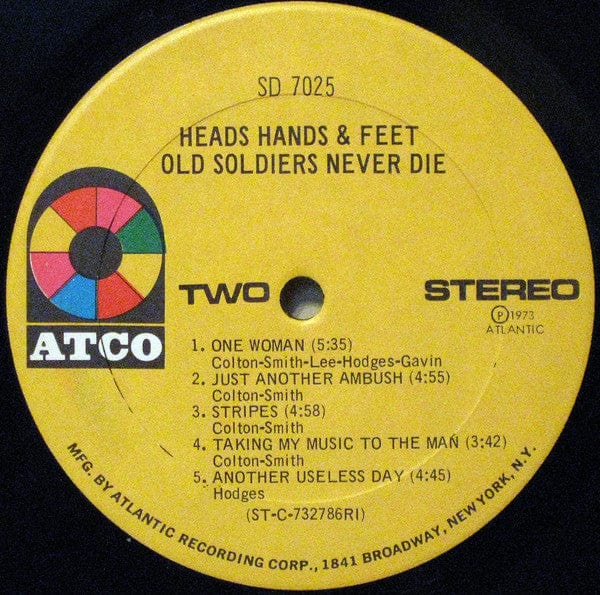 SD 7025
HEADS HANDS & FEET
OLD SOLDIERS NEVER DIE
ATCO
TWO
STEREO
Ⓟ1973
ATLANTIC
1. ONE WOMAN (5:35)
Colton-Smith-Lee-Hodges-Gavin
2. JUST ANOTHER AMBUSH (4:55)
Colton-Smith
3. STRIPES (4:58)
Colton-Smith
4. TAKING MY MUSIC TO THE MAN (3:42)
Colton-Smith
5. ANOTHER USELESS DAY (4:45)
Hodges
(ST-C-732786RI)
MFG. BY ATLANTIC RECORDING CORP., 1841 BROADWAY, NEW YORK, N.Y.